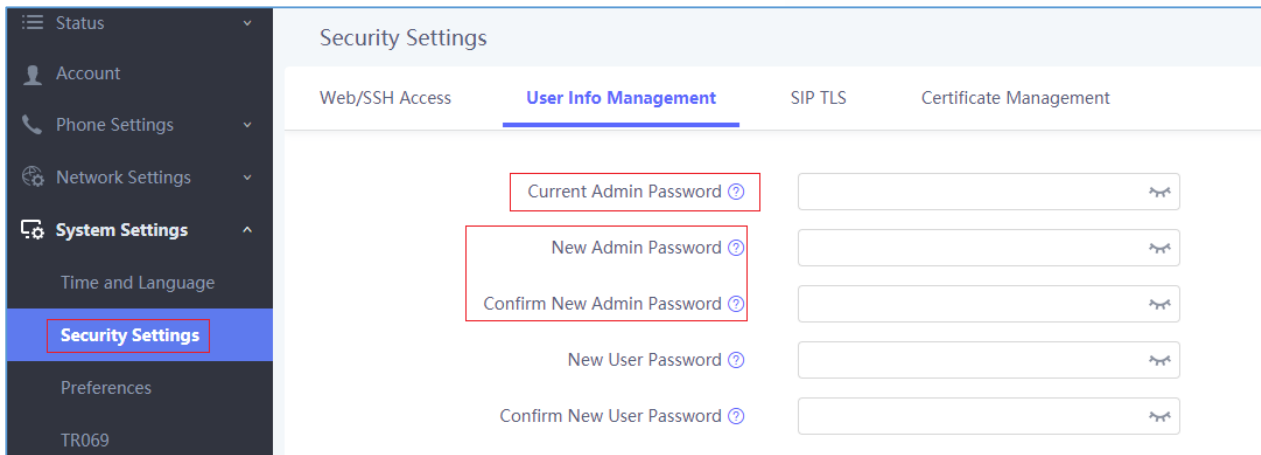 Status
Account
Phone Settings
Network Settings
System Settings
Time and Language
Security Settings
Preferences
TR069
Security Settings
Web/SSH Access
User Info Management
SIP TLS
Certificate Management
Current Admin Password
New Admin Password
Confirm New Admin Password
New User Password
Confirm New User Password